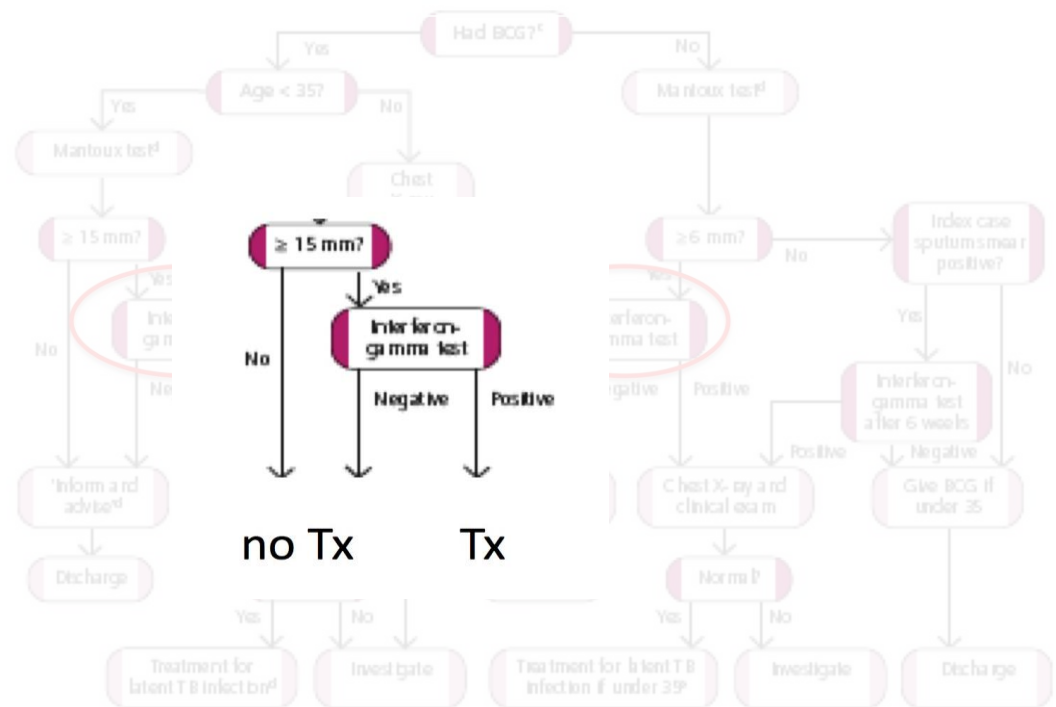 Had BCG?ᶜ
Yes
No
Age < 35?
Mantoux testᵈ
Yes
No
Mantoux testᵈ
Chest
≥ 15 mm?
≥ 6 mm?
No
Index case
sputum smear
positive?
≥ 15 mm?
Yes
Yes
Yes
Interferon-
gamma test
No
No
Yes
No
Negative
Positive
Positive
Interferon-
gamma test
after 6 weeks
Positive
Negative
'Inform and
advise'ᵈ
Chest X-ray and
clinical exam
Give BCG if
under 35
no Tx
Tx
Discharge
Normal?
Yes
No
Yes
No
Treatment for
latent TB infectionᵈ
Investigate
Treatment for latent TB
infection if under 35ᵉ
Investigate
Discharge